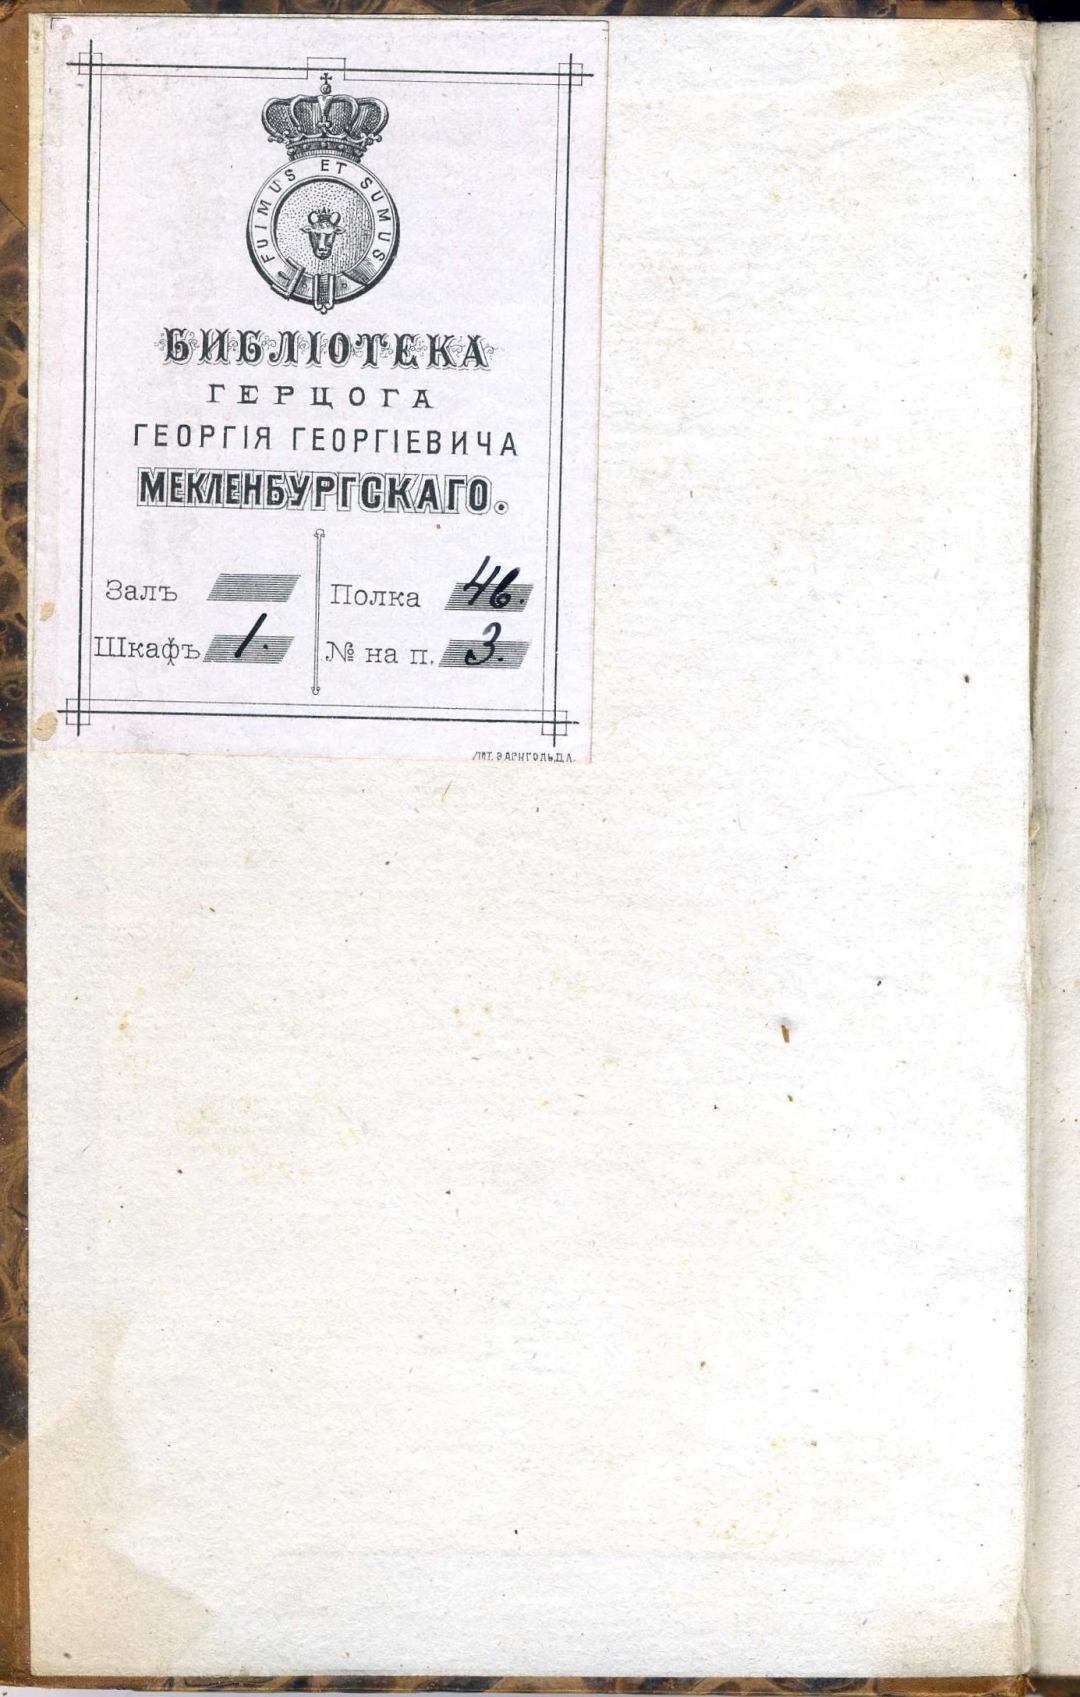 FUIMUS ET SUMUS
БИБЛІОТЕКА
ГЕРЦОГА
ГЕОРГІЯ ГЕОРГІЕВИЧА
МЕКЛЕНБУРГСКАГО.
Залъ
Полка 46.
Шкафъ 1.
№ на п. 3.
ЛИТ. Э АРНГОЛЬДА.